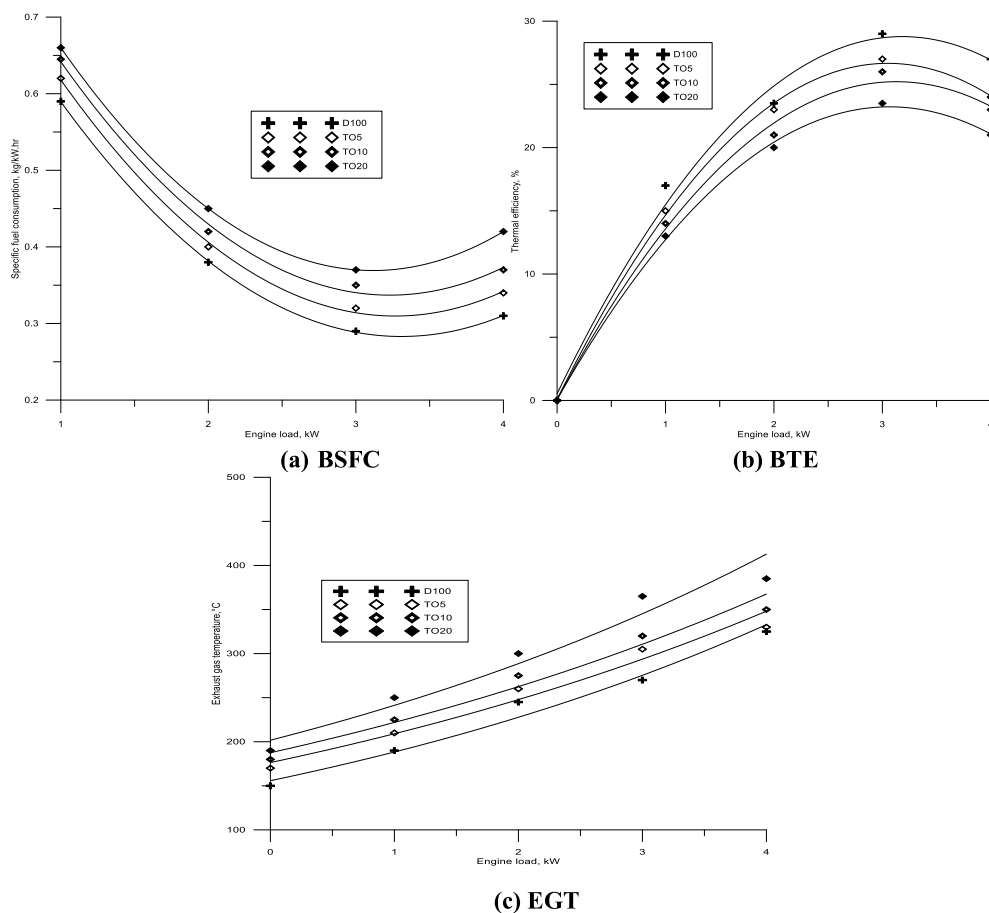 0.7
0.6
0.5
0.4
0.3
0.2
Specific fuel consumption, kg/kW.hr
D100
TO5
TO10
TO20
1
2
3
4
Engine load, kW
(a) BSFC
30
20
10
0
Thermal efficiency, %
D100
TO5
TO10
TO20
0
1
2
3
4
Engine load, kW
(b) BTE
500
400
300
200
100
Exhaust gas temperature,°C
D100
TO5
TO10
TO20
0
1
2
3
4
Engine load, kW
(c) EGT